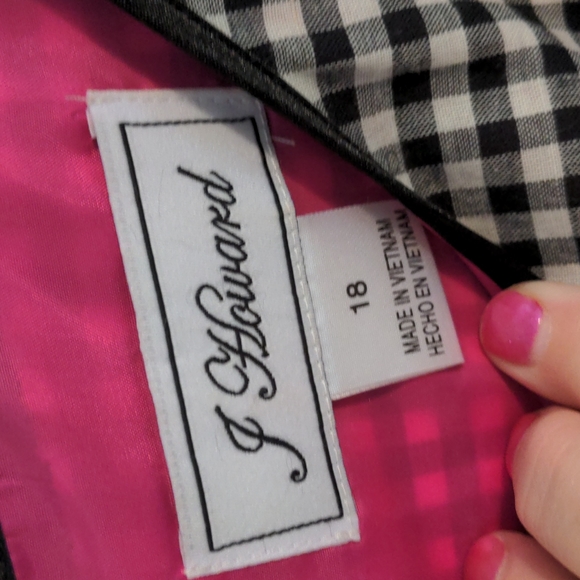 J Howard
18
MADE IN VIETNAM
HECHO EN VIETNAM